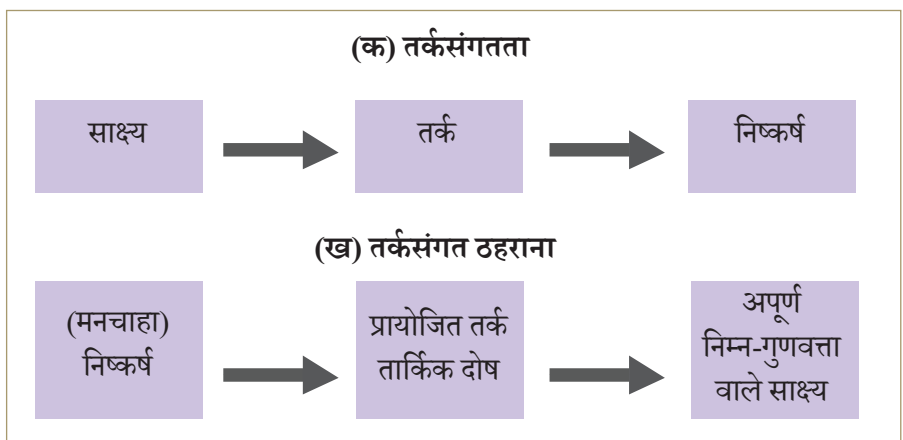 (क) तर्कसंगतता
साक्ष्य
तर्क
निष्कर्ष
(ख) तर्कसंगत ठहराना
(मनचाहा)
निष्कर्ष
प्रायोजित तर्क
तार्किक दोष
अपूर्ण
निम्न-गुणवत्ता
वाले साक्ष्य